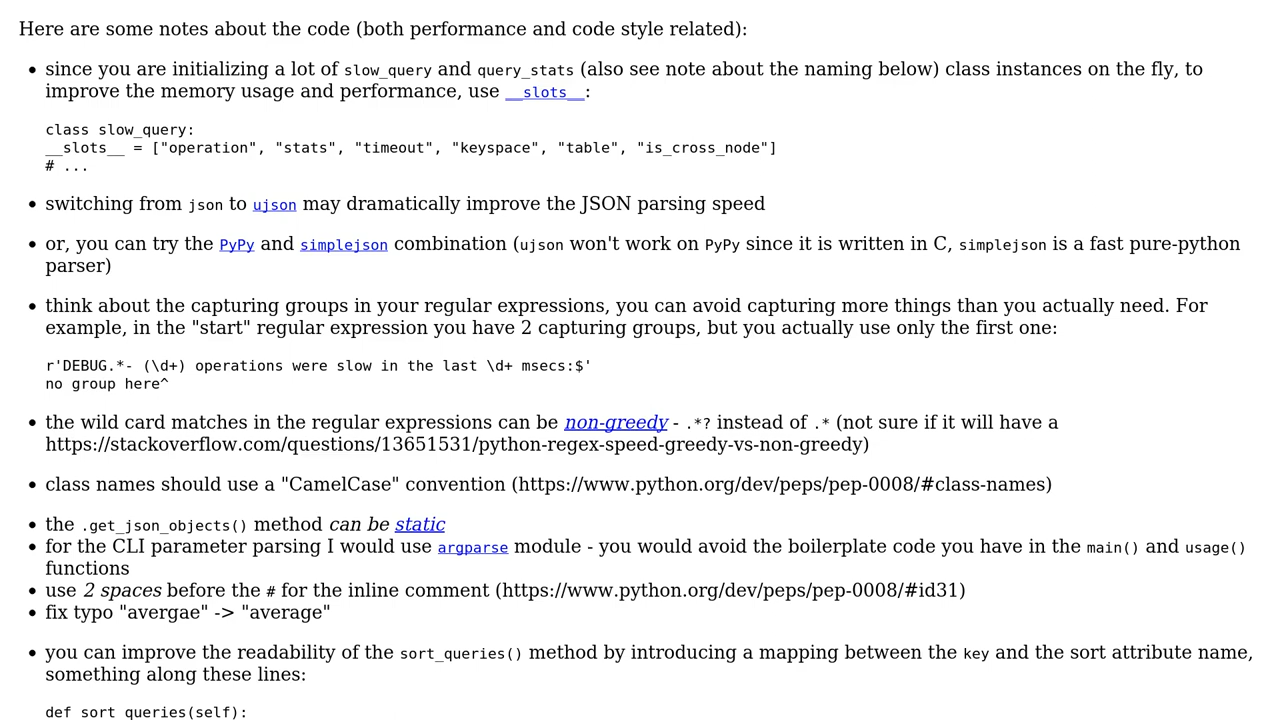 Here are some notes about the code (both performance and code style related):
• since you are initializing a lot of slow_query and query_stats (also see note about the naming below) class instances on the fly, to
improve the memory usage and performance, use __slots__:
class slow_query:
__slots__ = ["operation", "stats", "timeout", "keyspace", "table", "is_cross_node"]
# ...
• switching from json to ujson may dramatically improve the JSON parsing speed
• or, you can try the PyPy and simplejson combination (ujson won't work on PyPy since it is written in C, simplejson is a fast pure-python
parser)
• think about the capturing groups in your regular expressions, you can avoid capturing more things than you actually need. For
example, in the "start" regular expression you have 2 capturing groups, but you actually use only the first one:
r'DEBUG.*- (\d+) operations were slow in the last \d+ msecs:$'
no group here^
• the wild card matches in the regular expressions can be non-greedy - .*? instead of .* (not sure if it will have a
https://stackoverflow.com/questions/13651531/python-regex-speed-greedy-vs-non-greedy)
• class names should use a "CamelCase" convention (https://www.python.org/dev/peps/pep-0008/#class-names)
• the .get_json_objects() method can be static
• for the CLI parameter parsing I would use argparse module - you would avoid the boilerplate code you have in the main() and usage()
functions
• use 2 spaces before the # for the inline comment (https://www.python.org/dev/peps/pep-0008/#id31)
• fix typo "avergae" -> "average"
• you can improve the readability of the sort_queries() method by introducing a mapping between the key and the sort attribute name,
something along these lines:
def sort_queries(self):